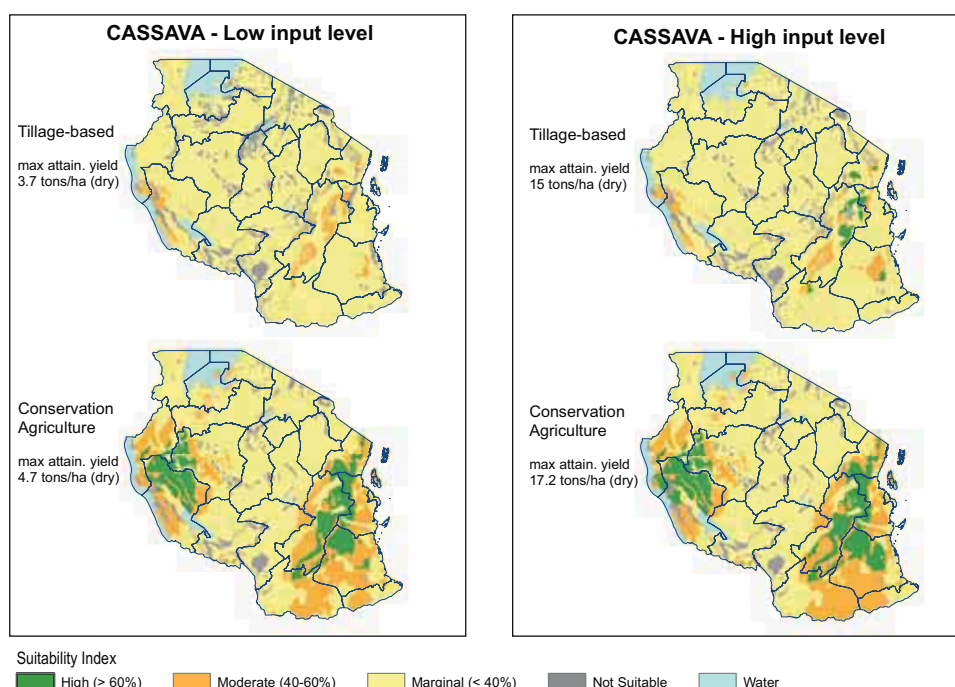 CASSAVA - Low input level
Tillage-based
max attain. yield
3.7 tons/ha (dry)
Conservation
Agriculture
max attain. yield
4.7 tons/ha (dry)
CASSAVA - High input level
Tillage-based
max attain. yield
15 tons/ha (dry)
Conservation
Agriculture
max attain. yield
17.2 tons/ha (dry)
Suitability Index
High (> 60%) Moderate (40-60%) Marginal (< 40%) Not Suitable Water